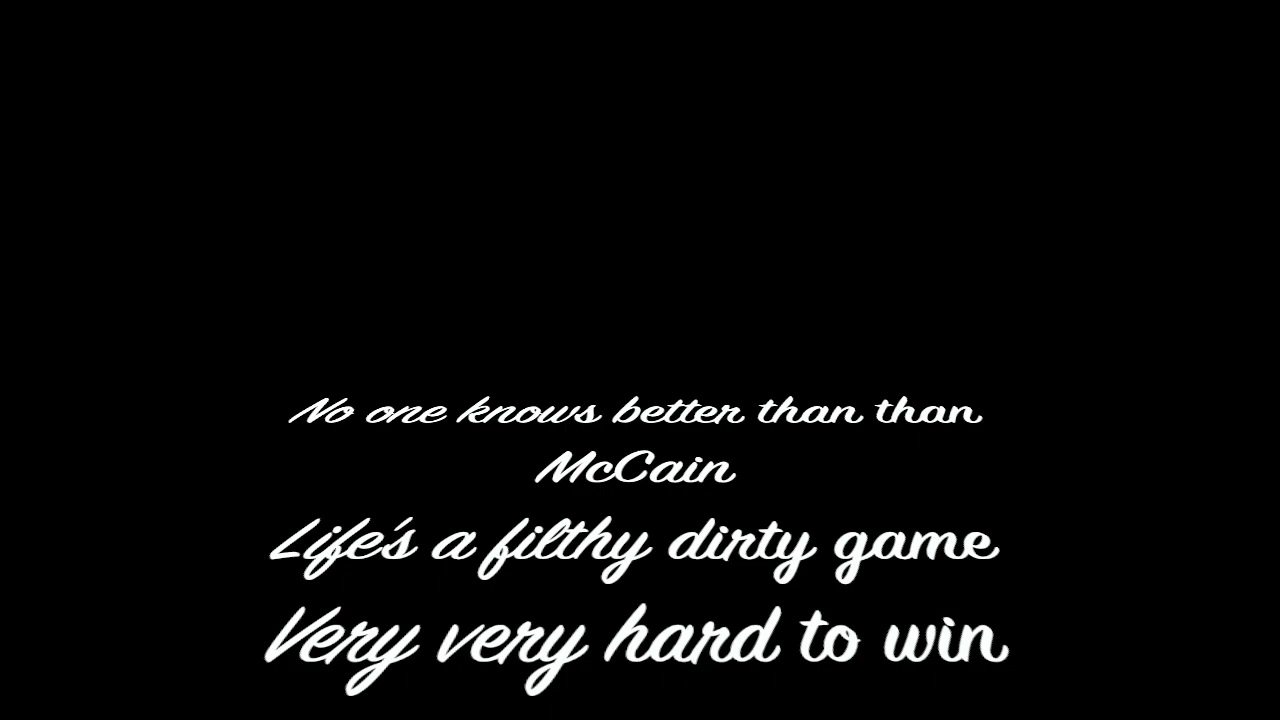 No one knows better than than
McCain
Life's a filthy dirty game
Very very hard to win